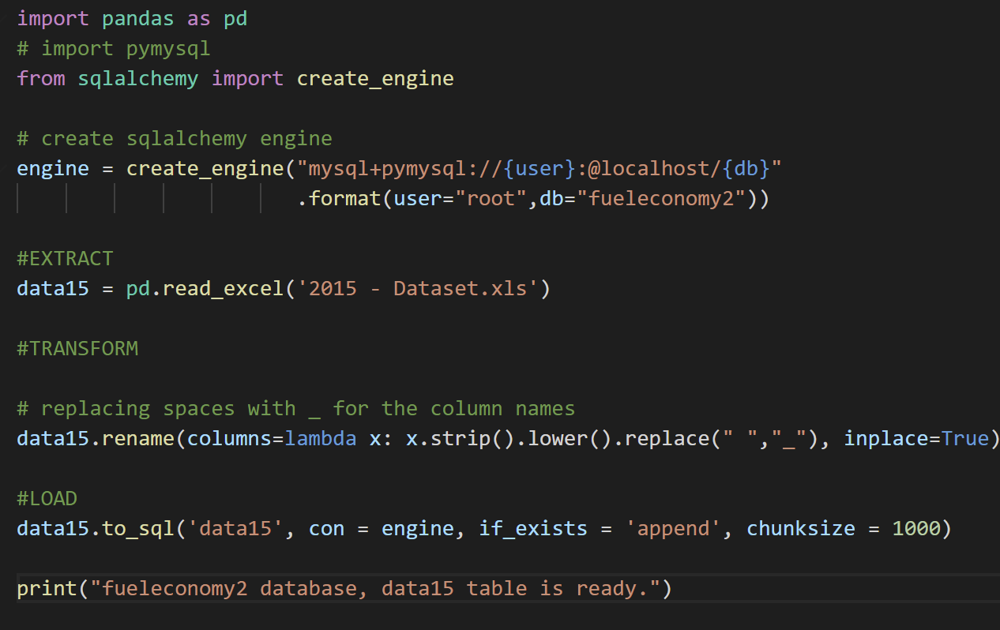 import pandas as pd
# import pymysql
from sqlalchemy import create_engine
# create sqlalchemy engine
engine = create_engine("mysql+pymysql://{user}:@localhost/{db}"
.format(user="root",db="fueleconomy2"))
#EXTRACT
data15 = pd.read_excel('2015 - Dataset.xls')
#TRANSFORM
# replacing spaces with _ for the column names
data15.rename(columns=lambda x: x.strip().lower().replace(" ","_"), inplace=True)
#LOAD
data15.to_sql('data15', con = engine, if_exists = 'append', chunksize = 1000)
print("fueleconomy2 database, data15 table is ready.")